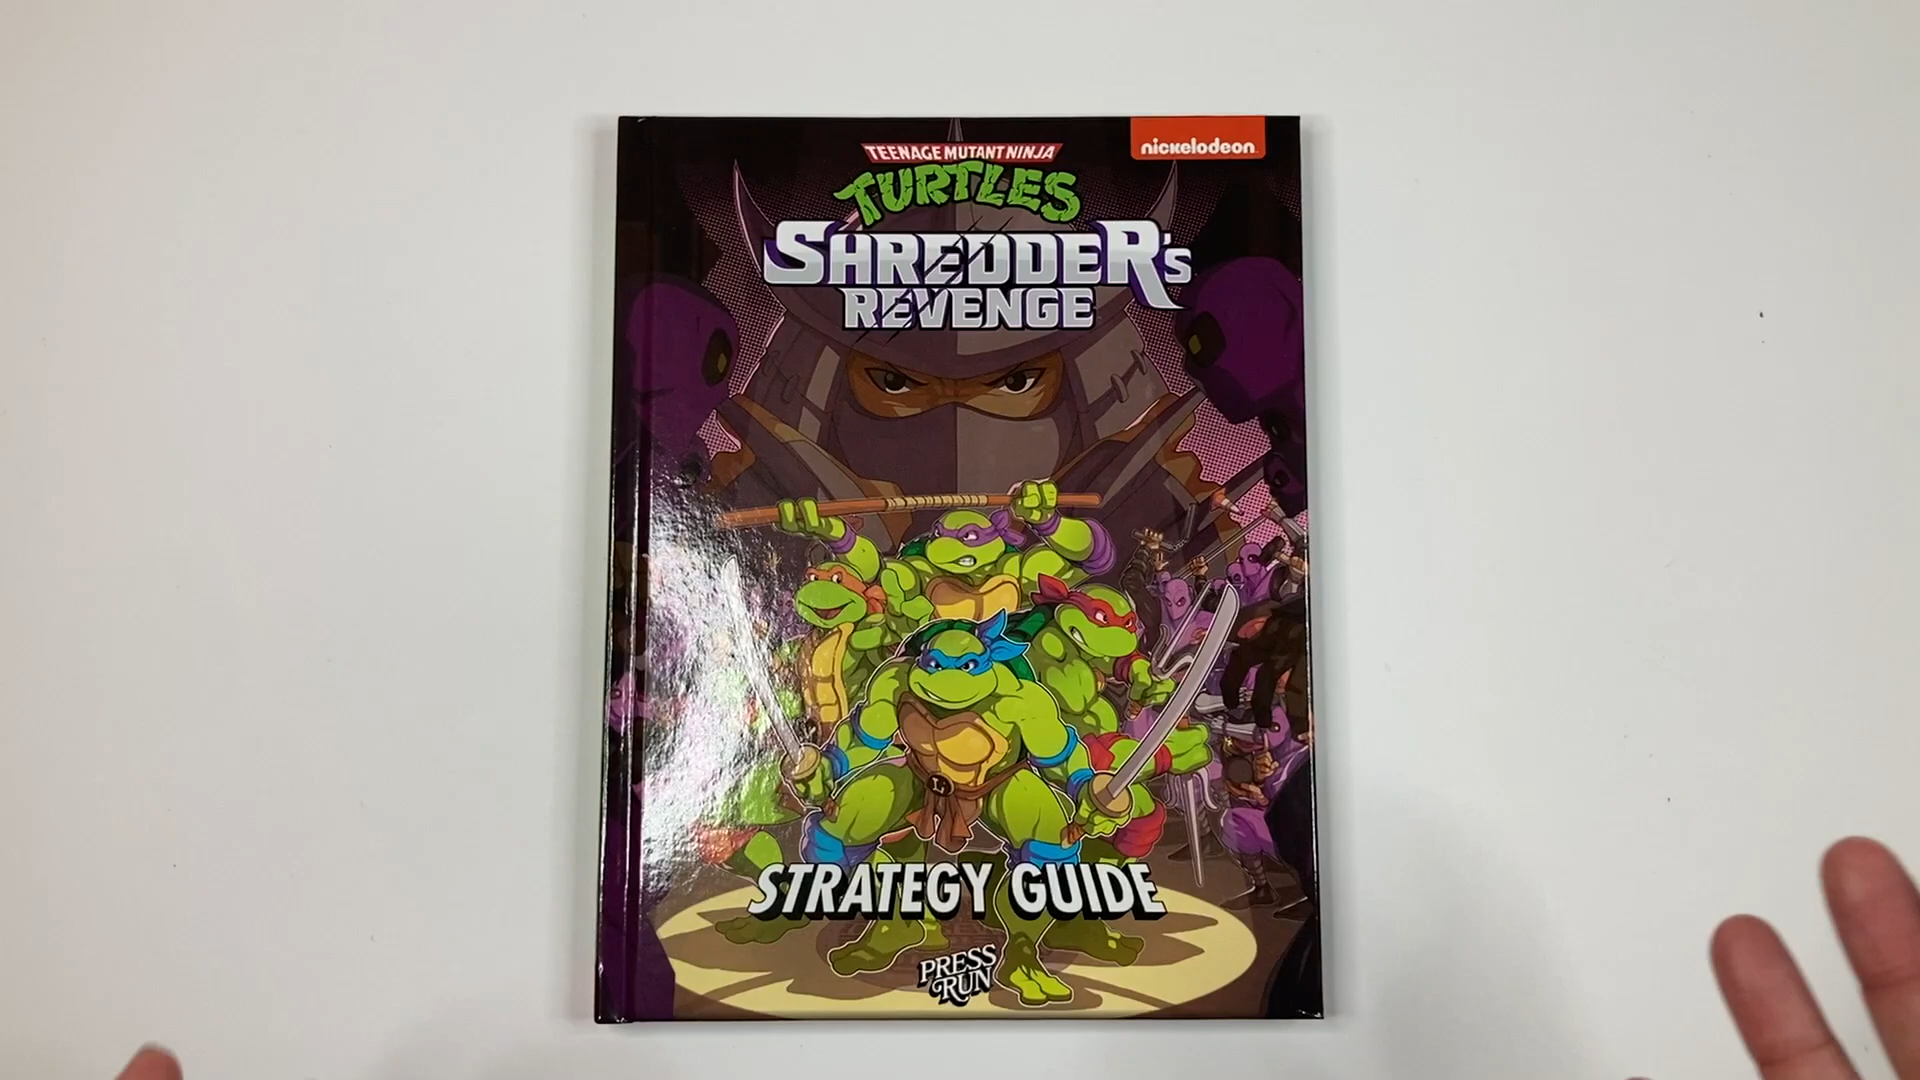 nickelodeon
TEENAGE MUTANT NINJA
TURTLES
SHREDDER'S
REVENGE
L
STRATEGY GUIDE
PRESS
RUN